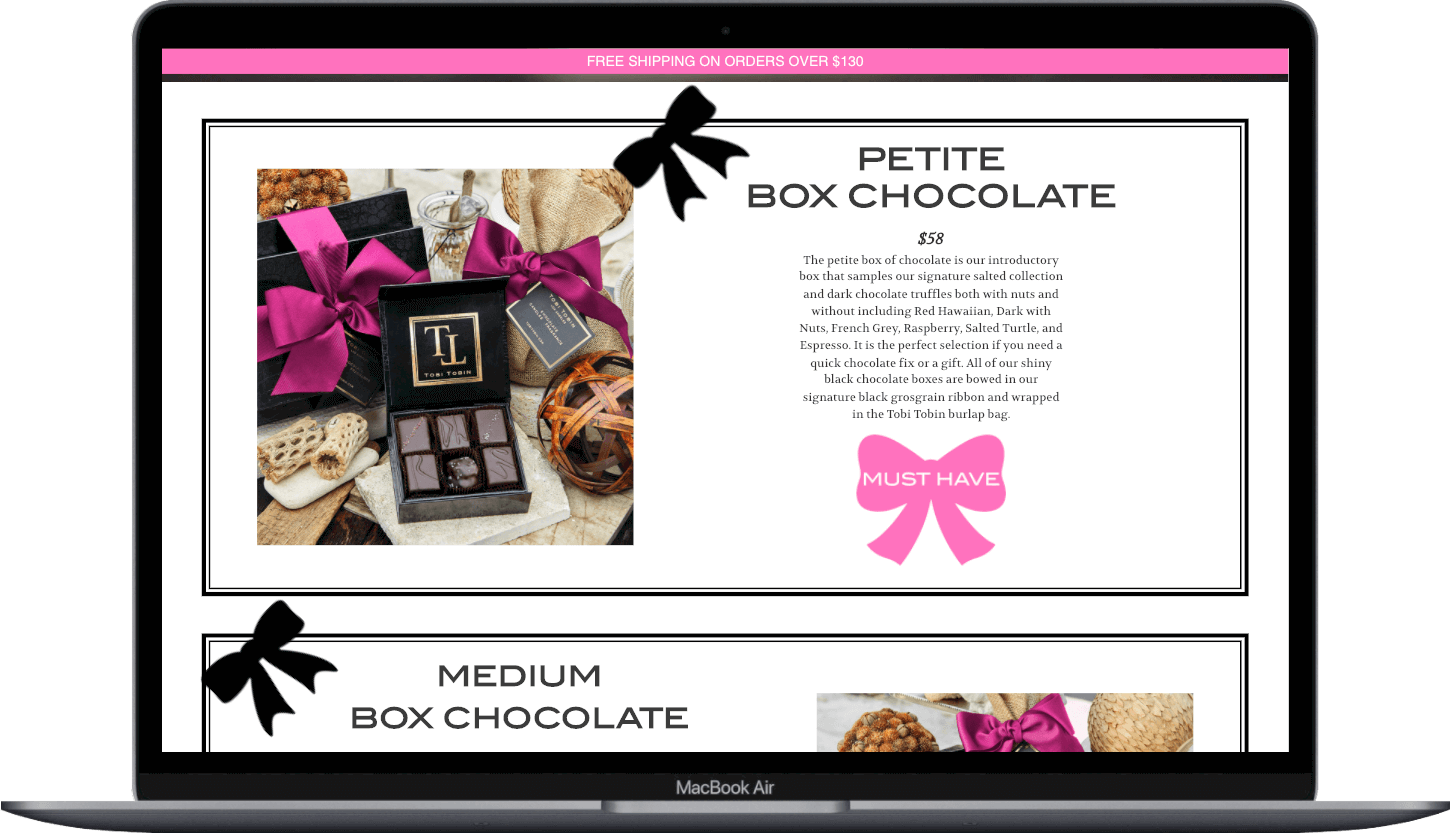 FREE SHIPPING ON ORDERS OVER $130
PETITE
BOX CHOCOLATE
$58
The petite box of chocolate is our introductory
box that samples our signature salted collection
and dark chocolate truffles both with nuts and
without including Red Hawaiian, Dark with
Nuts, French Grey, Raspberry, Salted Turtle, and
Espresso. It is the perfect selection if you need a
quick chocolate fix or a gift. All of our shiny
black chocolate boxes are bowed in our
signature black grosgrain ribbon and wrapped
in the Tobi Tobin burlap bag.
TT
TOBI TOBIN
TOBI TOBIN
MUST HAVE
MEDIUM
BOX CHOCOLATE
MacBook Air